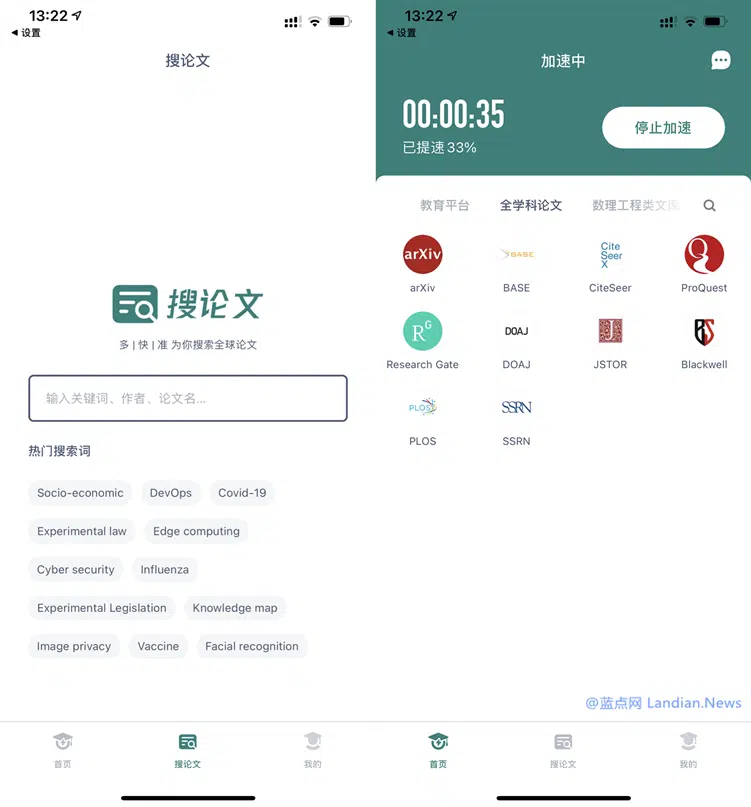 13:22
◀ 设置
搜论文
搜论文
多 | 快 | 准 为你搜索全球论文
输入关键词、作者、论文名...
热门搜索词
Socio-economic DevOps Covid-19
Experimental law Edge computing
Cyber security Influenza
Experimental Legislation Knowledge map
Image privacy Vaccine Facial recognition
首页 搜论文 我的
13:22
◀ 设置
加速中
00:00:35
已提速33%
停止加速
教育平台 全学科论文 数理工程类文
arXiv BASE Cite Seer X
arXiv BASE CiteSeer ProQuest
RG DOAJ J BS
Research Gate DOAJ JSTOR Blackwell
PLOS SSRN
PLOS SSRN
@蓝点网 Landian.News
首页 搜论文 我的